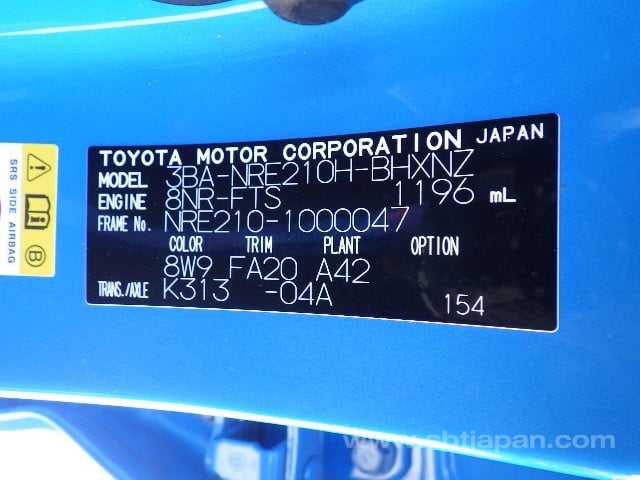 TOYOTA MOTOR CORPORATION JAPAN
MODEL 3BA-NRE210H-BHXNZ
ENGINE 8NR-FTS 1196 mL
FRAME No. NRE210-1000047
COLOR TRIM PLANT OPTION
8W9 FA20 A42
TRANS./AXLE K313 -04A 154
SRS SIDE AIRBAG
B
www.cbtjapan.com